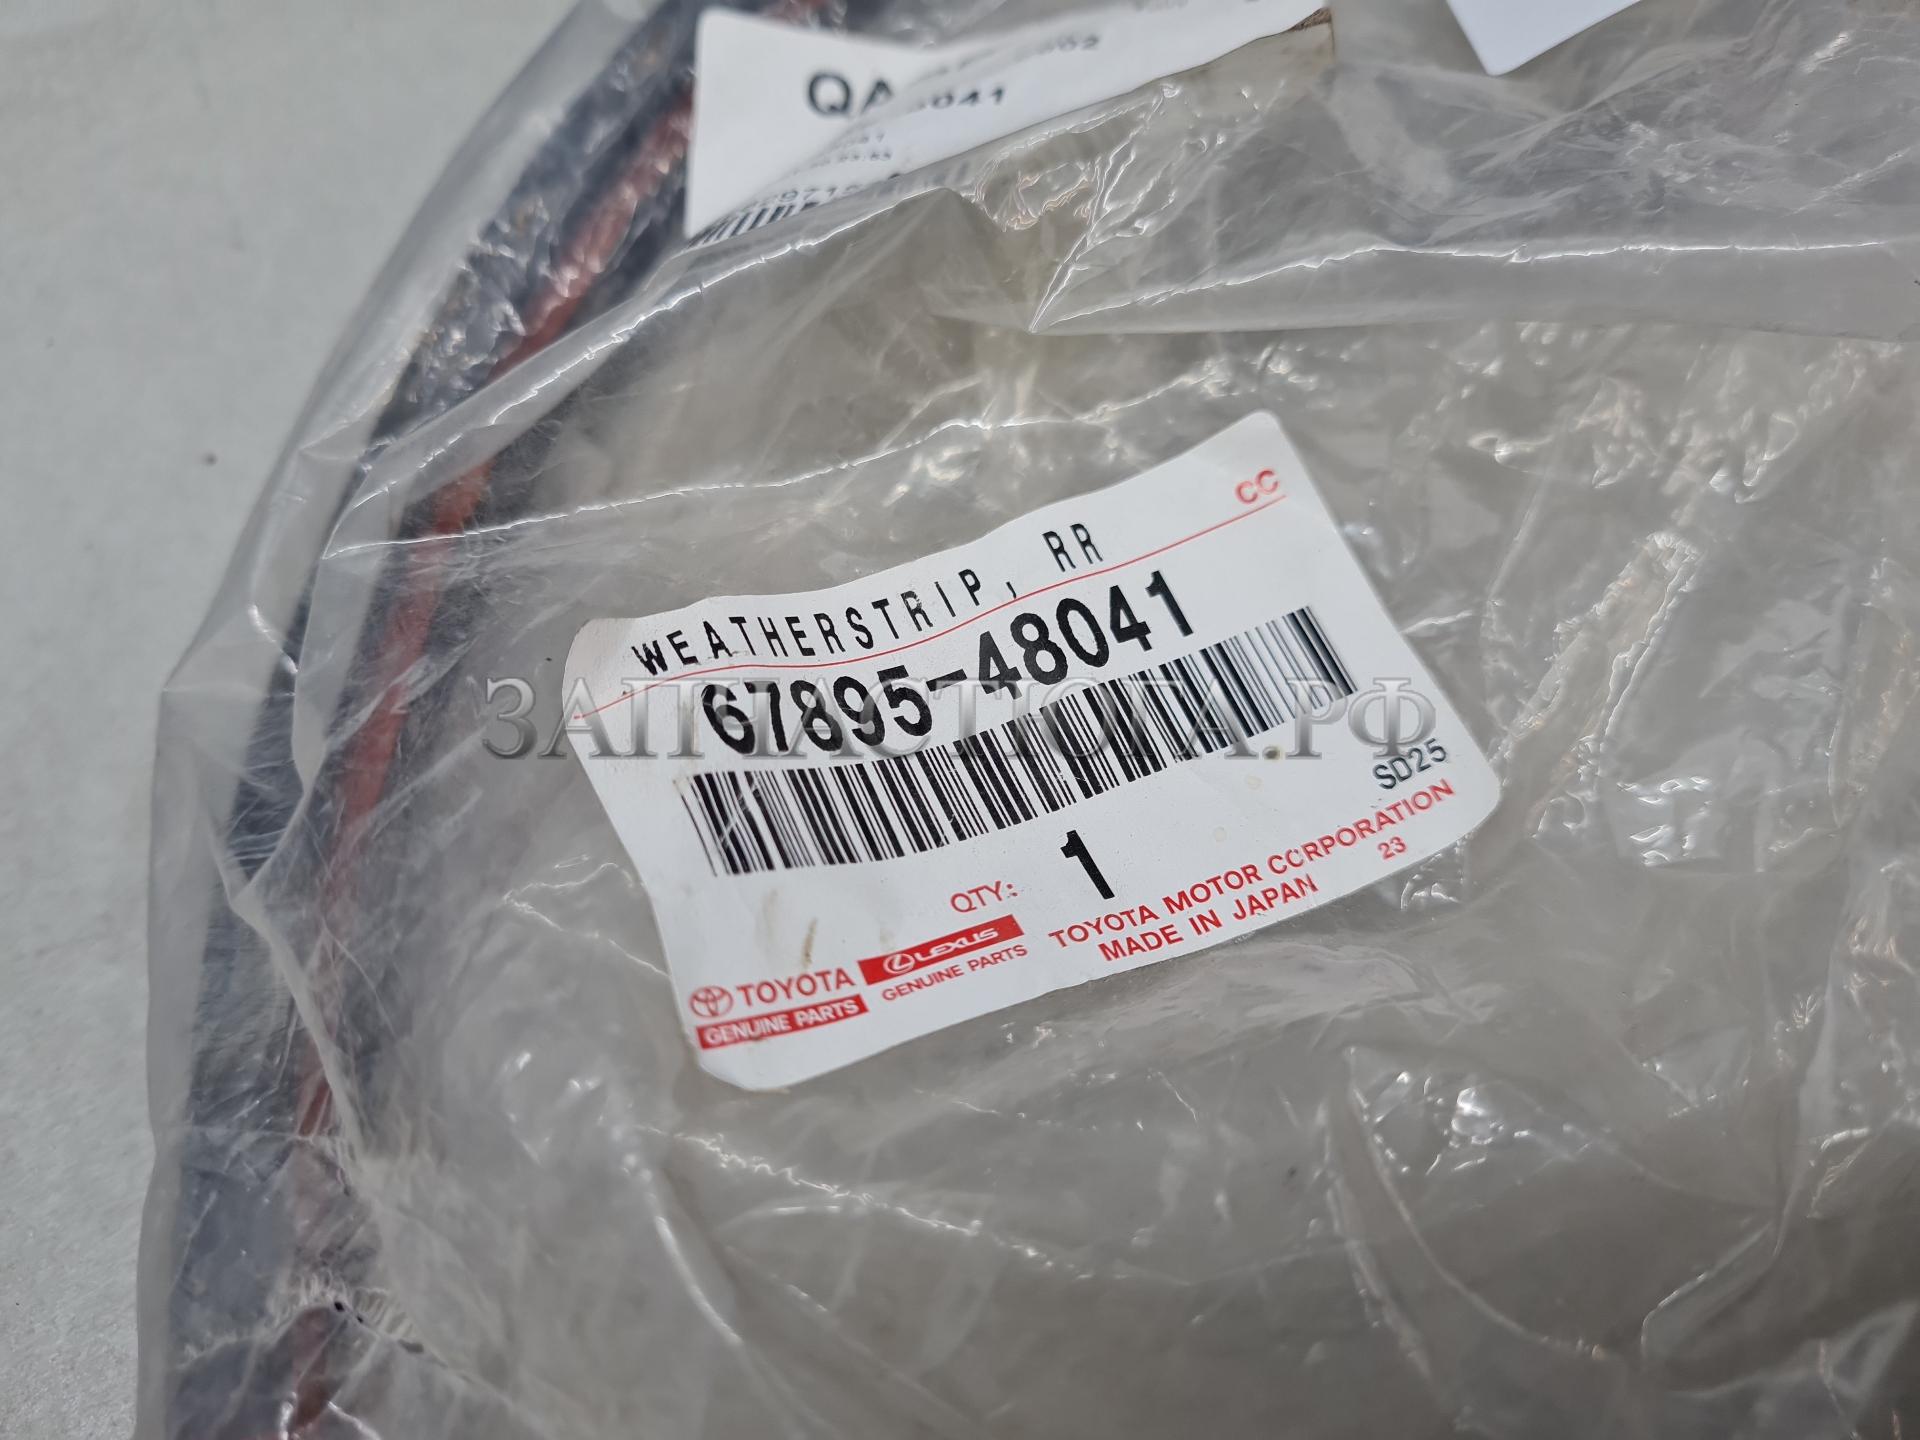 QA
041
WEATHERSTRIP, RR
CC
67895-48041
SD25
QTY: 1
TOYOTA
GENUINE PARTS
LEXUS
GENUINE PARTS
TOYOTA MOTOR CORPORATION
MADE IN JAPAN
23
ЗАПЧАСТЮГА.РФ